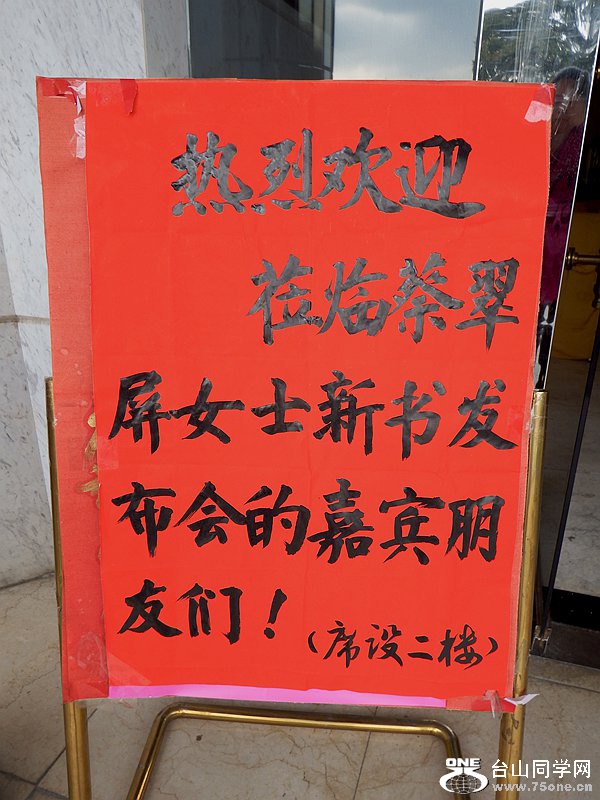 热烈欢迎
莅临蔡翠
屏女士新书发
布会的嘉宾朋
友们！
（席设二楼）
ONE 台山同学网
www.75one.cn